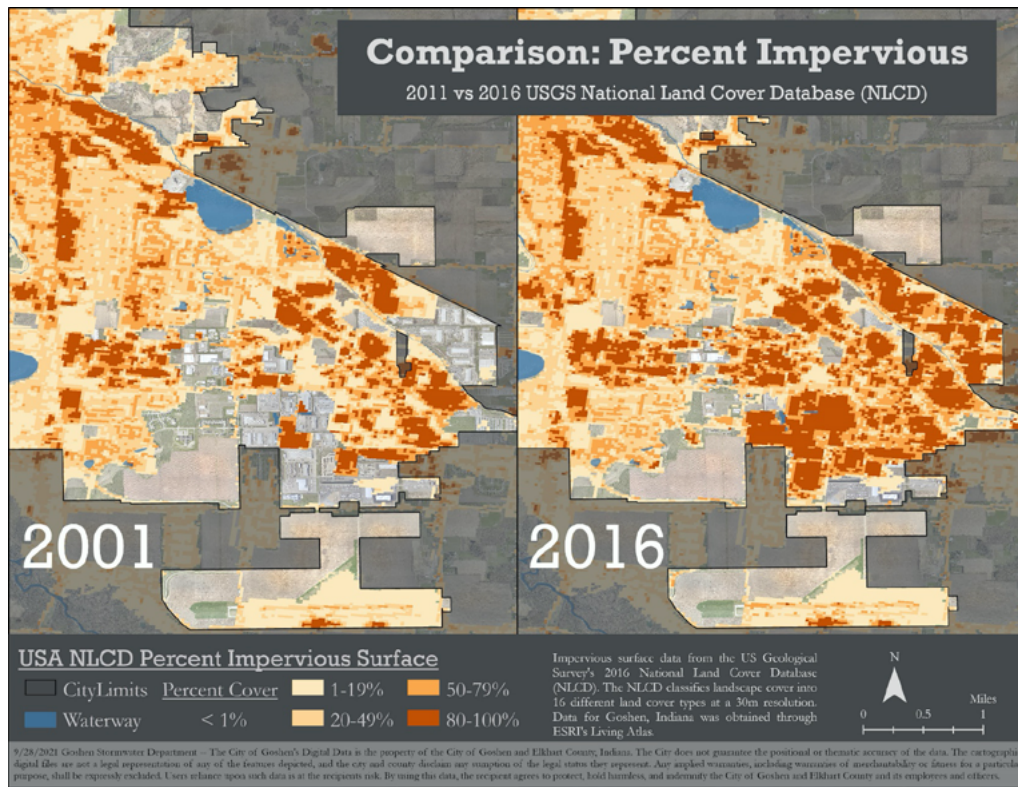 Comparison: Percent Impervious
2011 vs 2016 USGS National Land Cover Database (NLCD)
2001
2016
USA NLCD Percent Impervious Surface
CityLimits
Percent Cover
1-19%
50-79%
Waterway
< 1%
20-49%
80-100%
Impervious surface data from the US Geological
Survey's 2016 National Land Cover Database
(NLCD). The NLCD classifies landscape cover into
16 different land cover types at a 30m resolution.
Data for Goshen, Indiana was obtained through
ESRI's Living Atlas.
N
Miles
0 0.5 1
9/28/2021 Goshen Stormwater Department -- The City of Goshen's Digital Data is the property of the City of Goshen and Elkhart County, Indiana. The City does not guarantee the positional or thematic accuracy of the data. The cartographic
digital files are not a legal representation of any of the features depicted, and the city and county disclaim any sumption of the legal status they represent. Any implied warranties, including warranties of merchantability or fitness for a particular
purpose, shall be expressly excluded. Users reliance upon such data is at the recipients risk. By using this data, the recipient agrees to protect, hold harmless, and indemnify the City of Goshen and Elkhart County and its employees and officers.